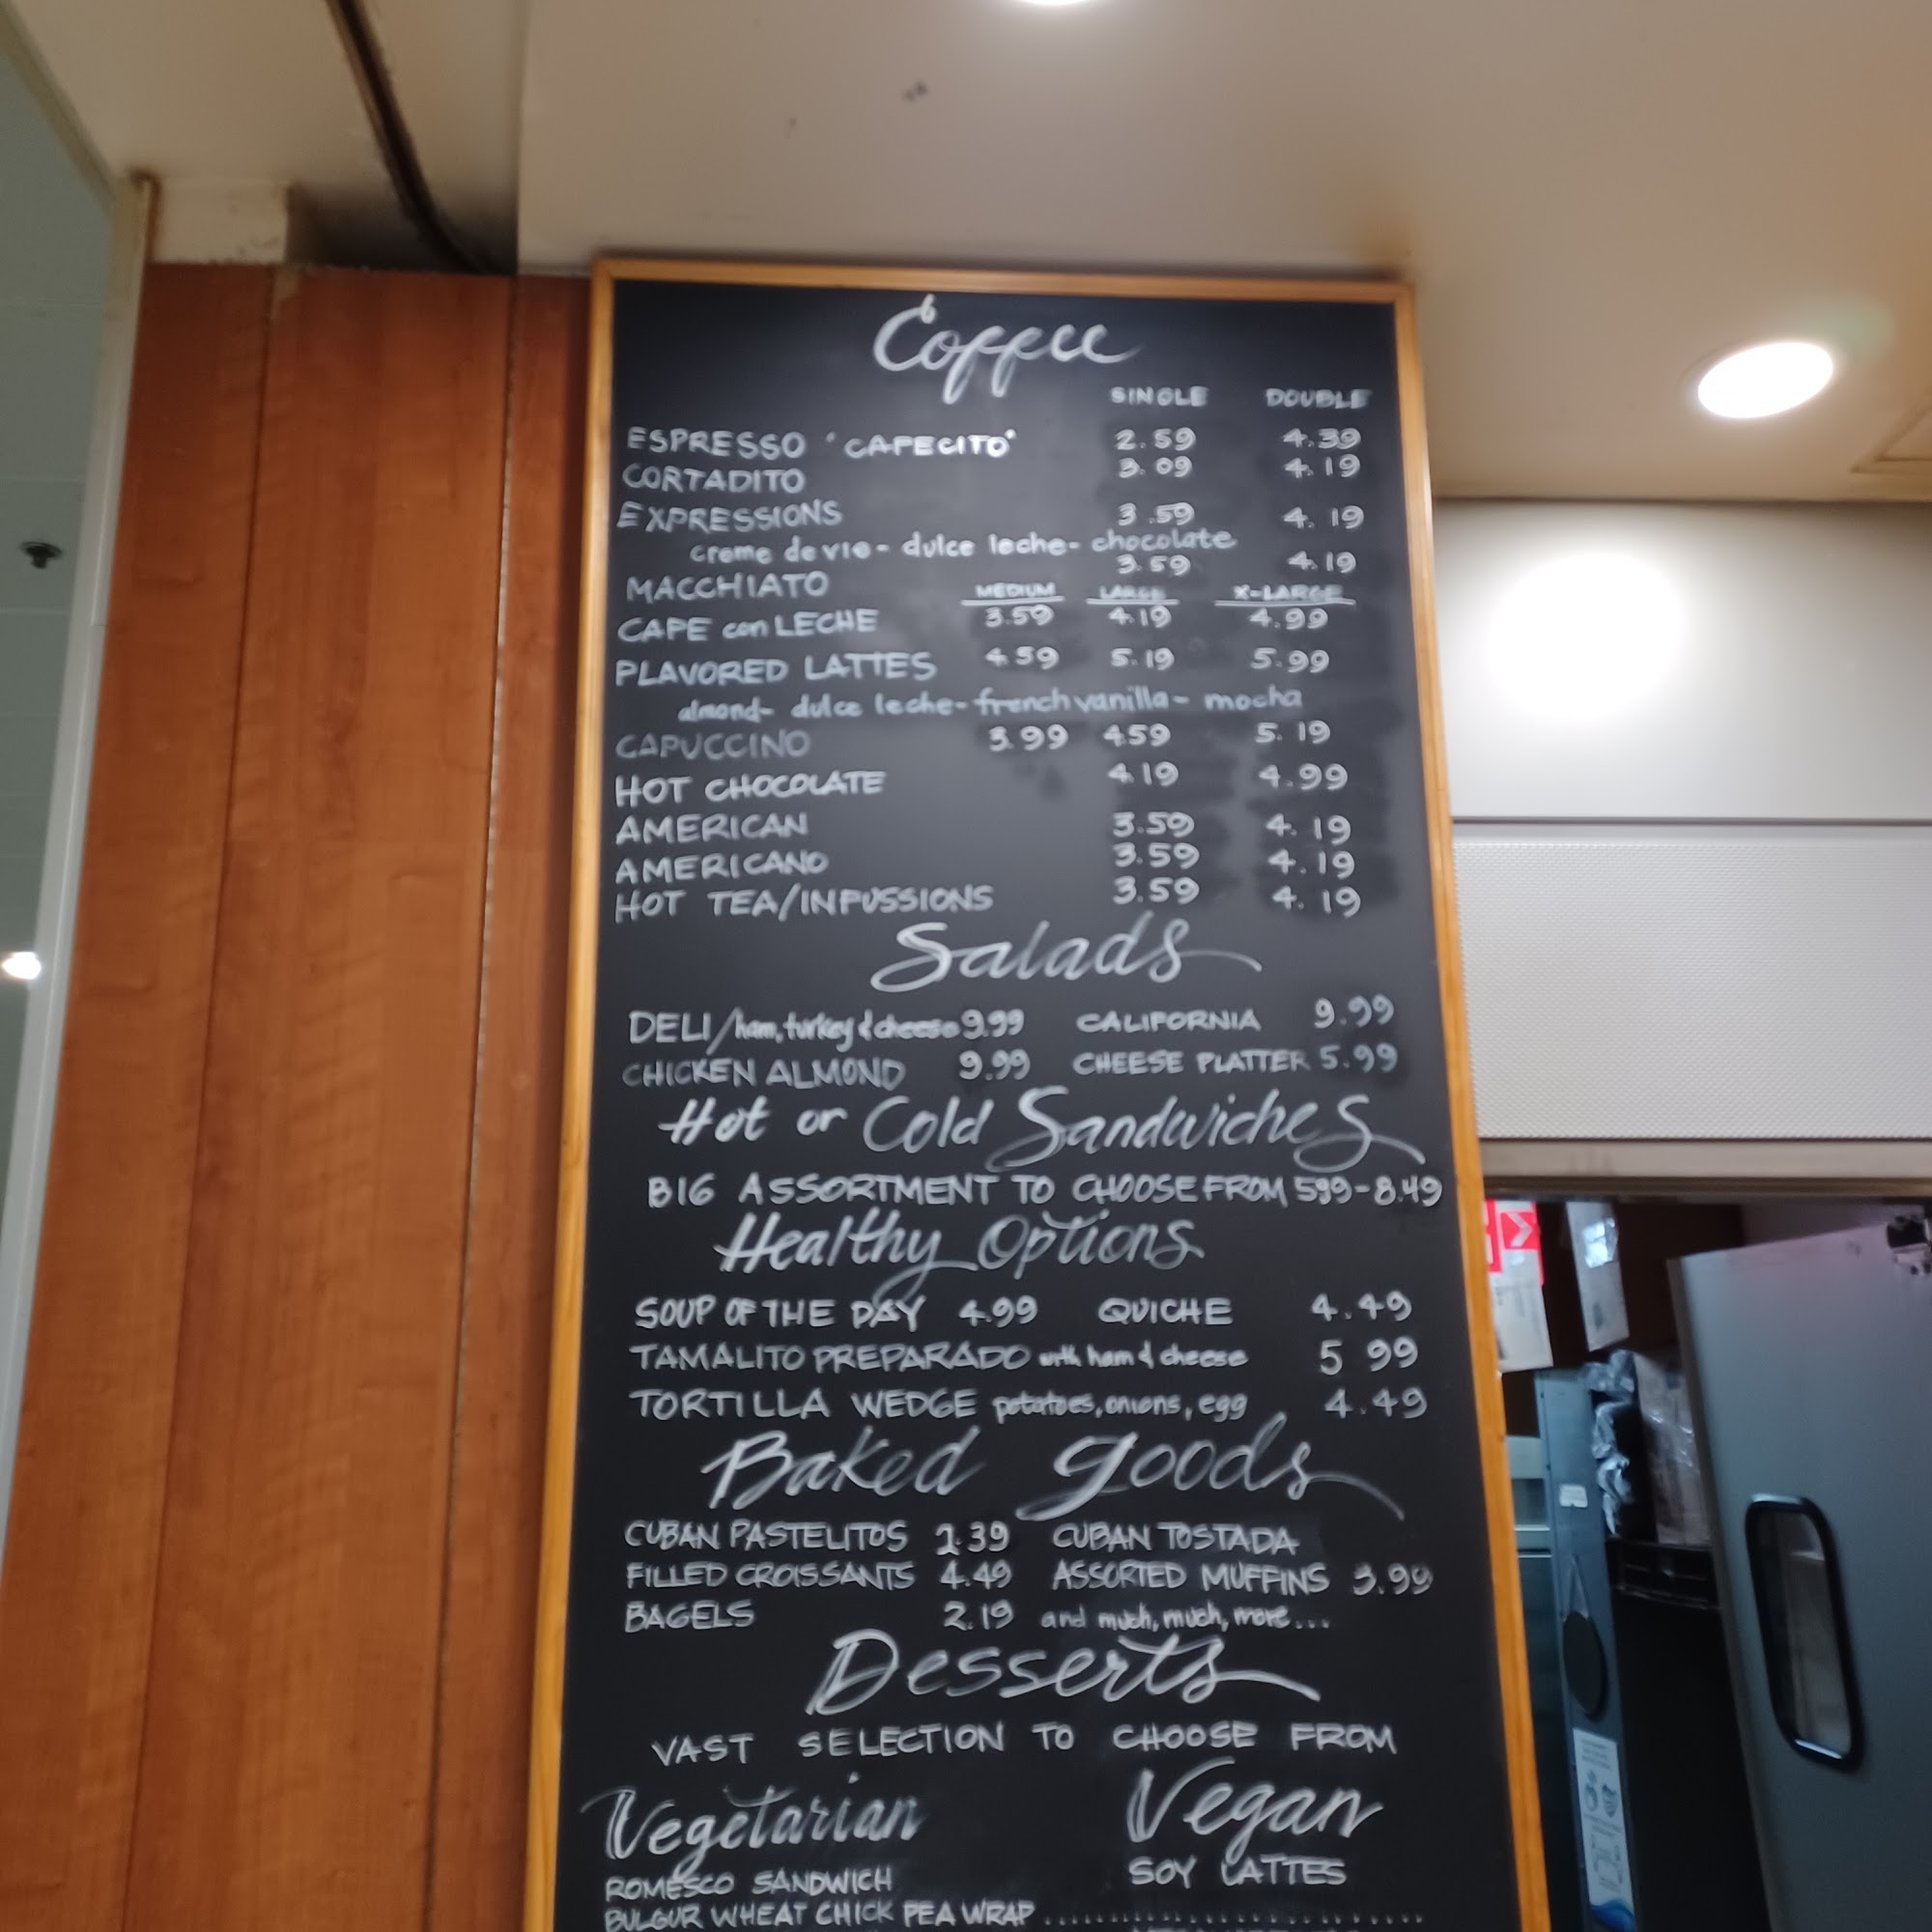 Coffee
SINGLE DOUBLE
ESPRESSO "CAFECITO" 2.59 4.39
CORTADITO 3.09 4.19
EXPRESSIONS 3.59 4.19
creme de vie - dulce leche - chocolate
MACCHIATO 3.59 4.19
MEDIUM LARGE X-LARGE
CAFE con LECHE 3.59 4.19 4.99
FLAVORED LATTES 4.59 5.19 5.99
almond - dulce leche - french vanilla - mocha
CAPUCCINO 3.99 4.59 5.19
HOT CHOCOLATE 4.19 4.99
AMERICAN 3.59 4.19
AMERICANO 3.59 4.19
HOT TEA/INFUSSIONS 3.59 4.19
Salads
DELI/ham, turkey & cheese 9.99 CALIFORNIA 9.99
CHICKEN ALMOND 9.99 CHEESE PLATTER 5.99
Hot or Cold Sandwiches
BIG ASSORTMENT TO CHOOSE FROM 5.99-8.49
Healthy Options
SOUP OF THE DAY 4.99 QUICHE 4.49
TAMALITO PREPARADO with ham & cheese 5.99
TORTILLA WEDGE potatoes, onions, egg 4.49
Baked goods
CUBAN PASTELITOS 2.39 CUBAN TOSTADA
FILLED CROISSANTS 4.49 ASSORTED MUFFINS 3.99
BAGELS 2.19 and much, much, more...
Desserts
VAST SELECTION TO CHOOSE FROM
Vegetarian Vegan
ROMESCO SANDWICH SOY LATTES
BULGUR WHEAT CHICK PEA WRAP